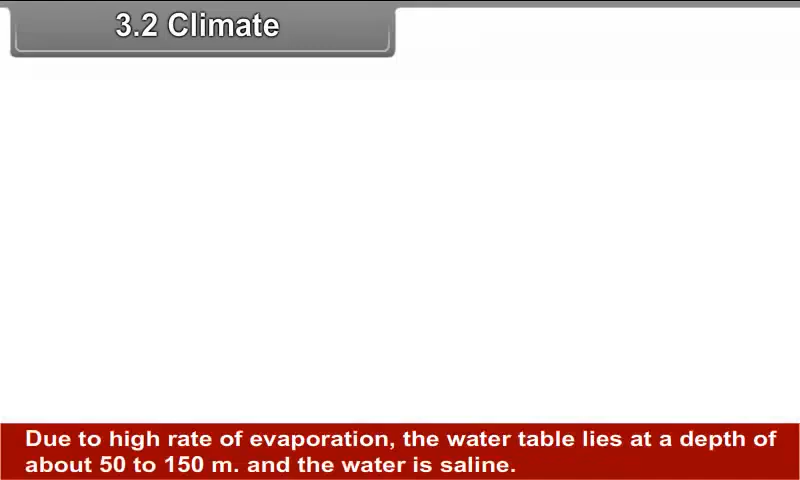 3.2 Climate
Due to high rate of evaporation, the water table lies at a depth of
about 50 to 150 m. and the water is saline.